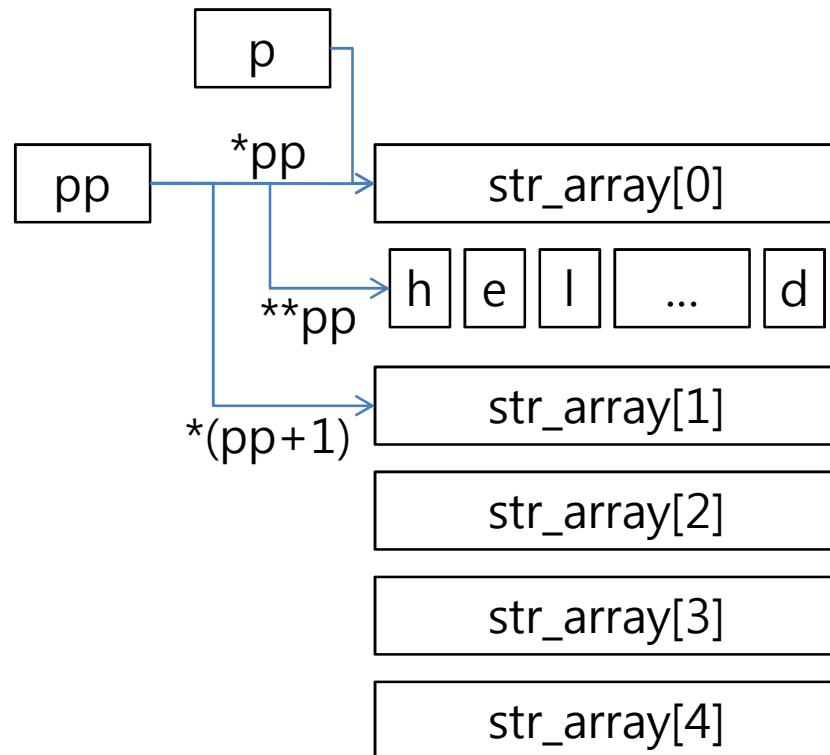 p
*pp
pp
str_array[0]
h e l ... d
**pp
str_array[1]
*(pp+1)
str_array[2]
str_array[3]
str_array[4]